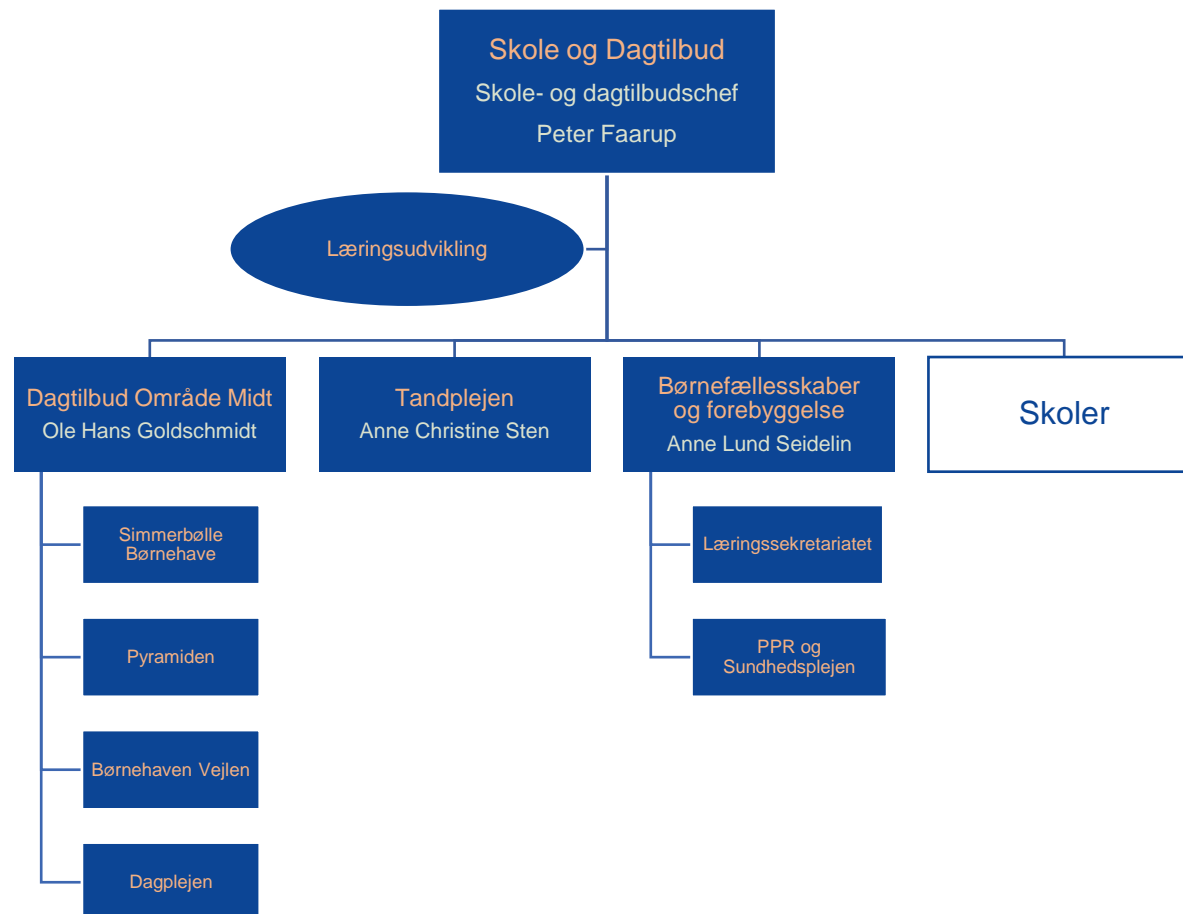 Skole og Dagtilbud
Skole- og dagtilbudschef
Peter Faarup
Læringsudvikling
Dagtilbud Område Midt
Ole Hans Goldschmidt
Tandplejen
Anne Christine Sten
Børnefællesskaber
og forebyggelse
Anne Lund Seidelin
Skoler
Simmerbølle
Børnehave
Pyramiden
Børnehaven Vejlen
Dagplejen
Læringssekretariatet
PPR og
Sundhedsplejen